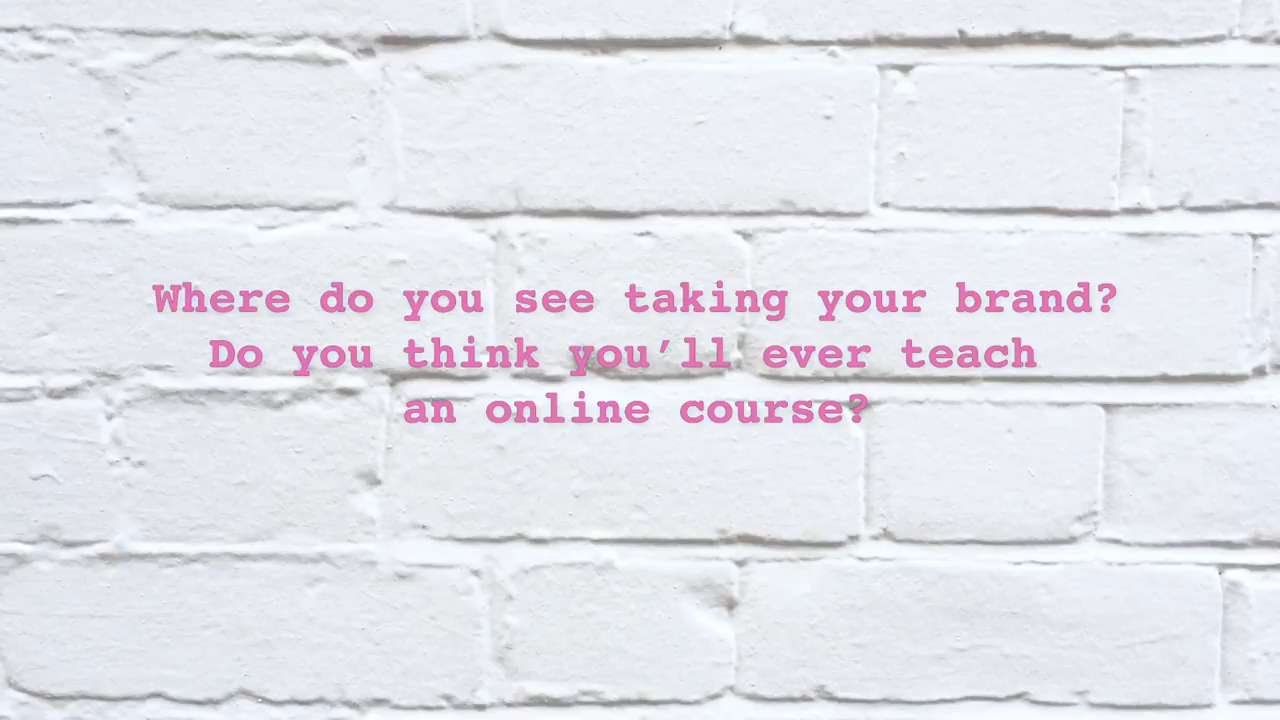 Where do you see taking your brand?
Do you think you’ll ever teach
an online course?